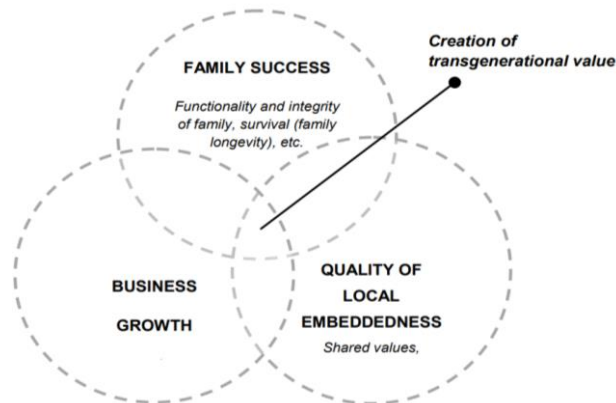 Creation of
transgenerational value
FAMILY SUCCESS
Functionality and integrity
of family, survival (family
longevity), etc.
BUSINESS
GROWTH
QUALITY OF
LOCAL
EMBEDDEDNESS
Shared values,